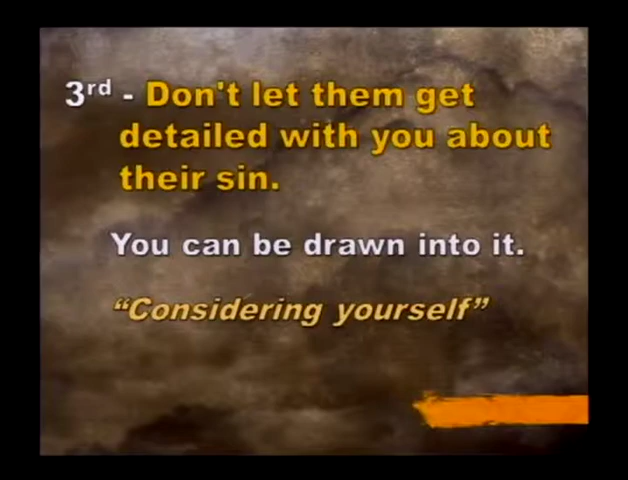 3rd - Don't let them get
detailed with you about
their sin.
You can be drawn into it.
“Considering yourself”